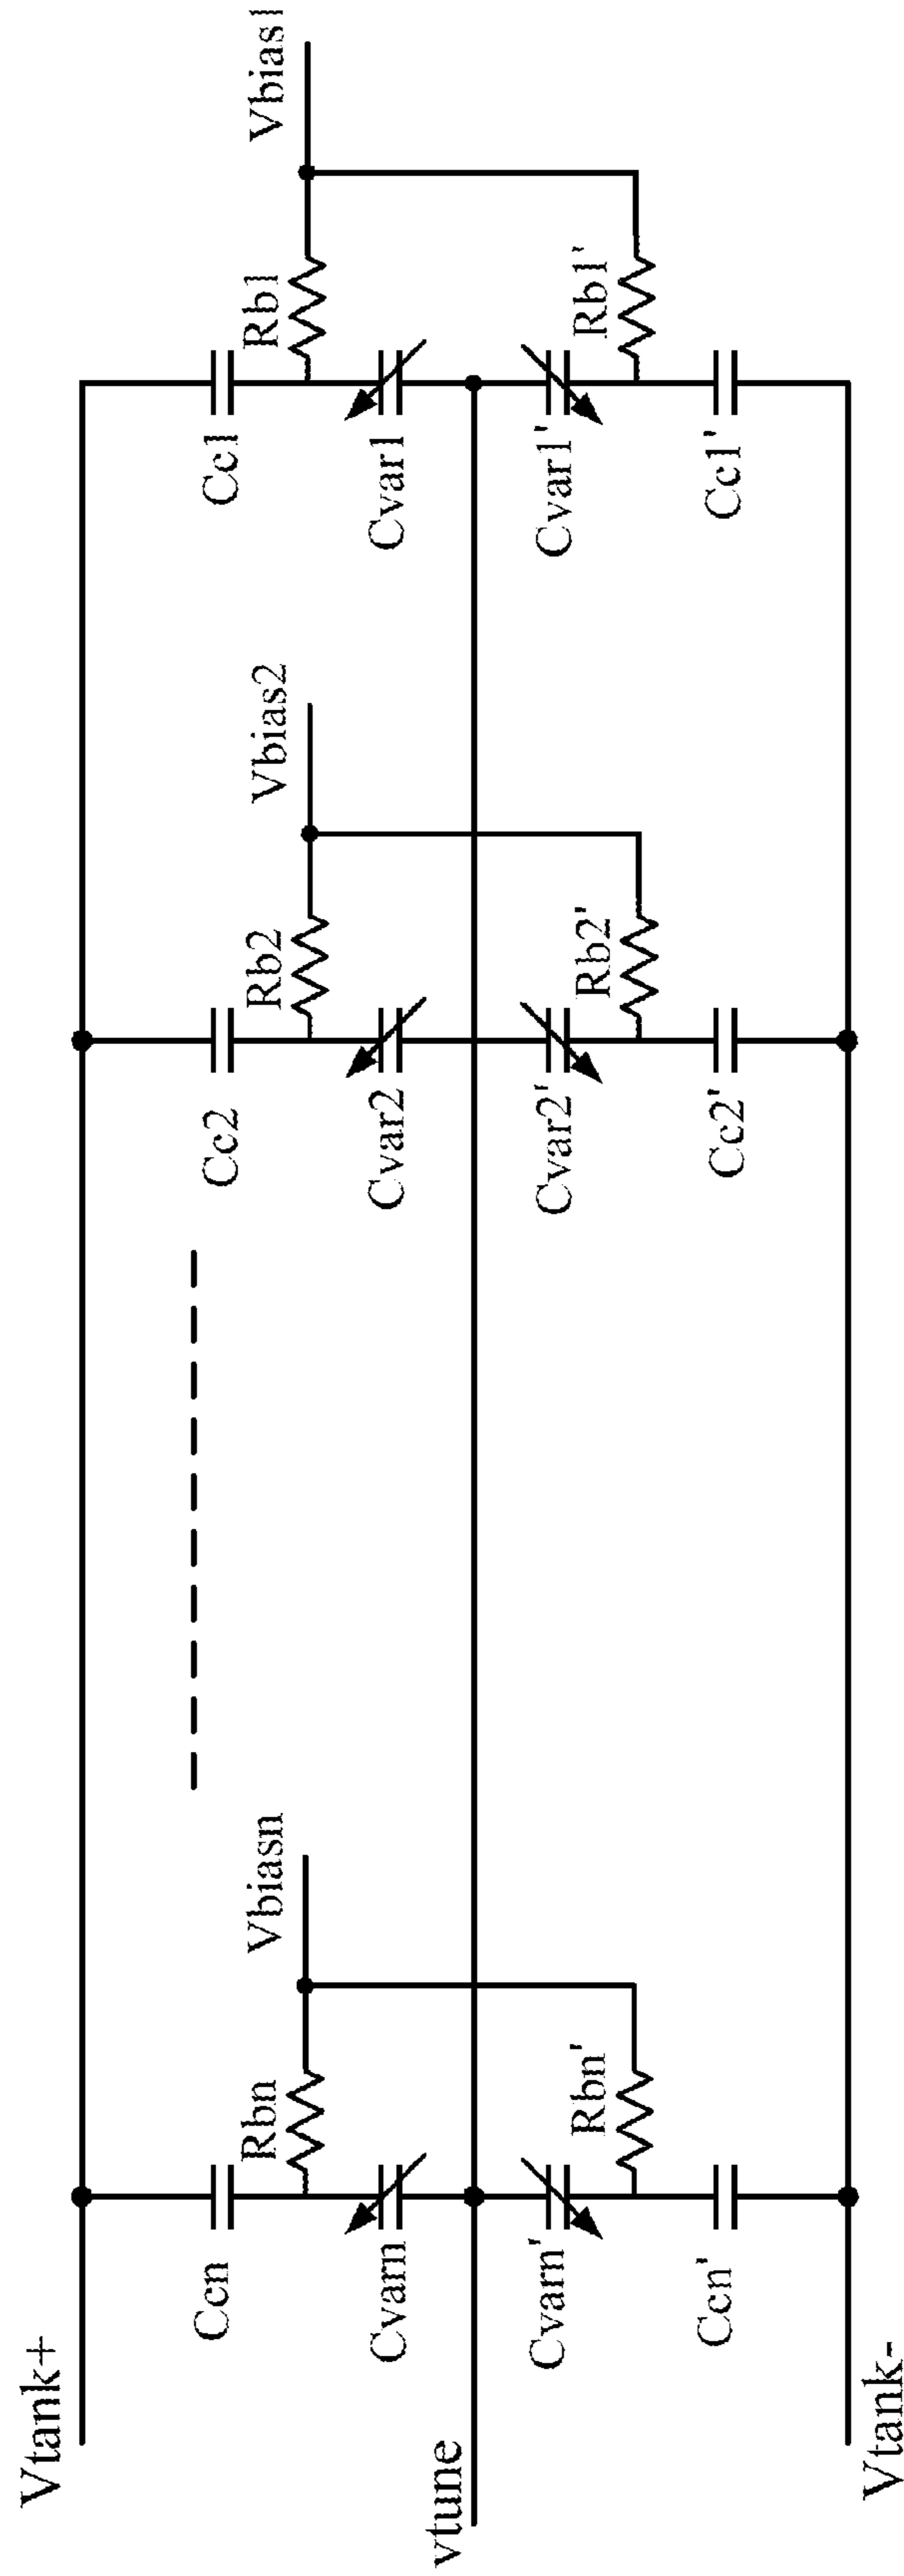 Vtank+
Ccn
Rbn
Vbiasn
Cvarn
vtune
Cvarn'
Rbn'
Ccn'
Vtank-
Cc2
Rb2
Vbias2
Cvar2
Cvar2'
Rb2'
Cc2'
Cc1
Rb1
Vbias1
Cvar1
Cvar1'
Rb1'
Cc1'